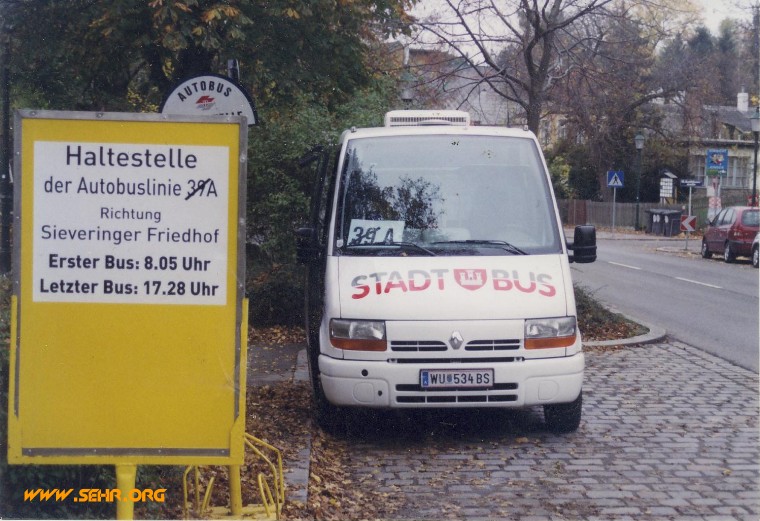 AUTOBUS
Haltestelle
der Autobuslinie 39A
Richtung
Sieveringer Friedhof
Erster Bus: 8.05 Uhr
Letzter Bus: 17.28 Uhr
39A
STADT BUS
WU 534 BS
www.SEHR.ORG